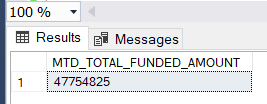 100 %
Results Messages
MTD_TOTAL_FUNDED_AMOUNT
1 47754825